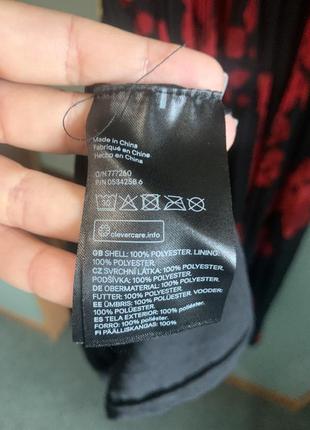 Made in China
Fabriqué en Chine
Hecho en China
O/N 777260
P/N 0534258.6
30
clevercare.info
GB SHELL: 100% POLYESTER. LINING:
100% POLYESTER.
CZ SVRCHNÍ LÁTKA: 100% POLYESTER.
PODŠÍVKA: 100% POLYESTER.
DE OBERMATERIAL: 100% POLYESTER.
FUTTER: 100% POLYESTER.
EE ÜMBRIS: 100% POLÜESTER. VOODER:
100% POLÜESTER.
ES TELA EXTERIOR: 100% poliéster.
FORRO: 100% poliéster.
FI PÄÄLLISKANGAS: 100%